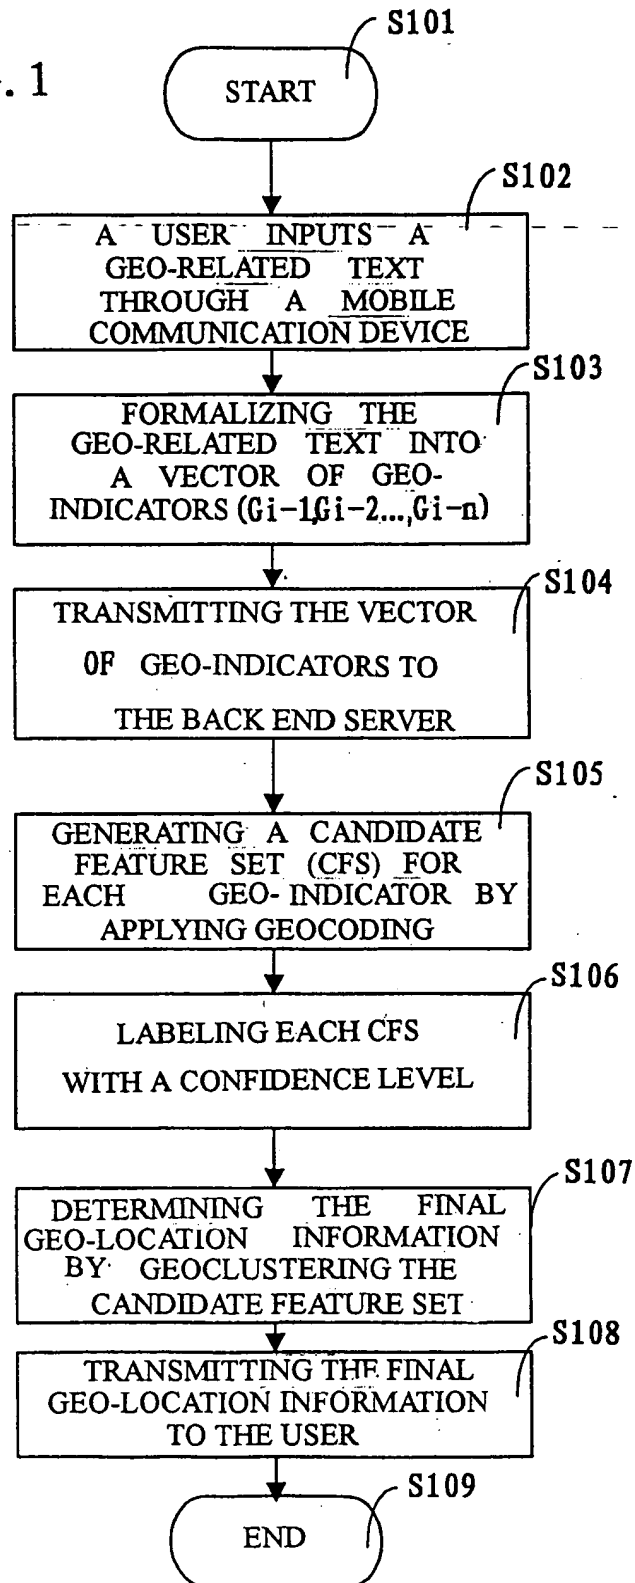 . 1
S101
START
S102
A USER INPUTS A
GEO-RELATED TEXT
THROUGH A MOBILE
COMMUNICATION DEVICE
S103
FORMALIZING THE
GEO-RELATED TEXT INTO
A VECTOR OF GEO-
INDICATORS (Gi-1,Gi-2...,Gi-n)
S104
TRANSMITTING THE VECTOR
OF GEO-INDICATORS TO
THE BACK END SERVER
S105
GENERATING A CANDIDATE
FEATURE SET (CFS) FOR
EACH GEO- INDICATOR BY
APPLYING GEOCODING
S106
LABELING EACH CFS
WITH A CONFIDENCE LEVEL
S107
DETERMINING THE FINAL
GEO-LOCATION INFORMATION
BY GEOCLUSTERING THE
CANDIDATE FEATURE SET
S108
TRANSMITTING THE FINAL
GEO-LOCATION INFORMATION
TO THE USER
S109
END